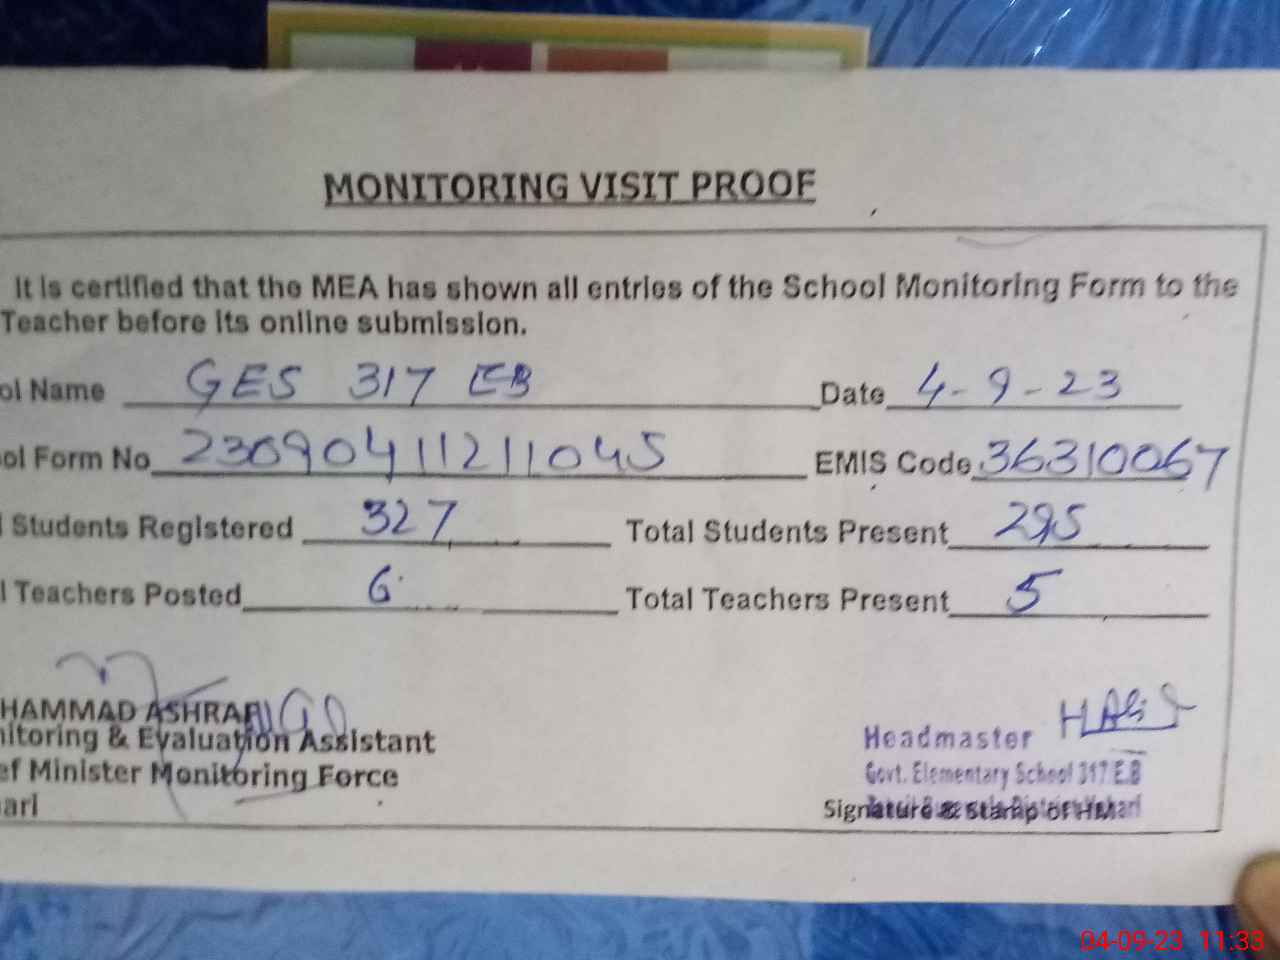 MONITORING VISIT PROOF
It is certified that the MEA has shown all entries of the School Monitoring Form to the
Teacher before its online submission.
ol Name GES 317 EB Date 4-9-23
ol Form No 230904112111045 EMIS Code 36310067
l Students Registered 327 Total Students Present 295
l Teachers Posted 6 Total Teachers Present 5
HAMMAD ASHRAF
nitoring & Evaluation Assistant
ef Minister Monitoring Force
ari
Headmaster H Ali
Govt. Elementary School 317 E.B
Signature & Stamp of HM
04-09-23 11:33